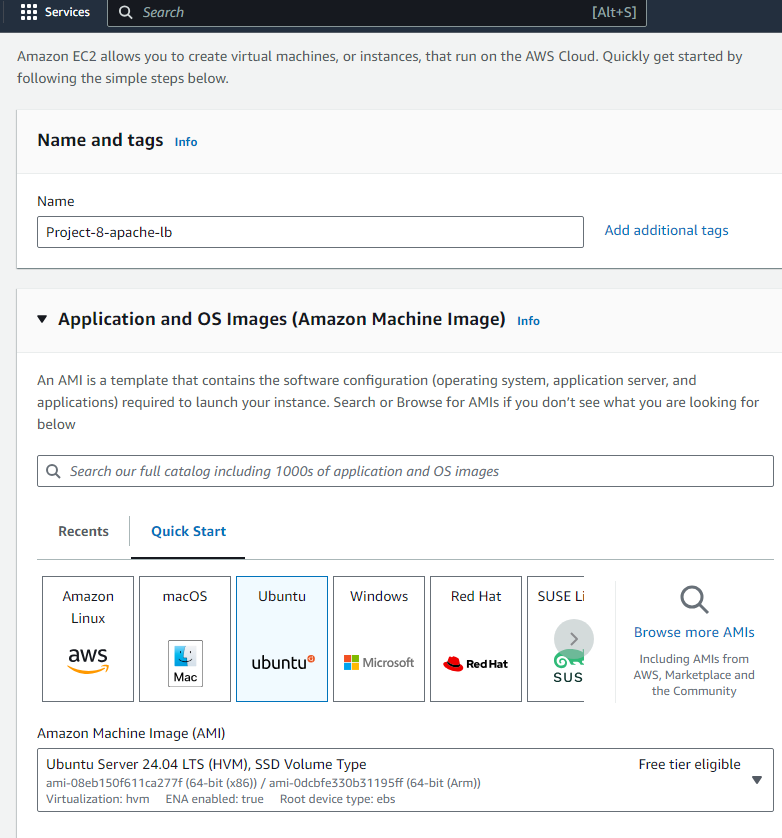 Services
Search
[Alt+S]
Amazon EC2 allows you to create virtual machines, or instances, that run on the AWS Cloud. Quickly get started by
following the simple steps below.
Name and tags Info
Name
Project-8-apache-lb
Add additional tags
Application and OS Images (Amazon Machine Image) Info
An AMI is a template that contains the software configuration (operating system, application server, and
applications) required to launch your instance. Search or Browse for AMIs if you don’t see what you are looking for
below
Search our full catalog including 1000s of application and OS images
Recents
Quick Start
Amazon
Linux
aws
macOS
Mac
Ubuntu
ubuntu
Windows
Microsoft
Red Hat
Red Hat
SUSE Li
SUS
Browse more AMIs
Including AMIs from
AWS, Marketplace and
the Community
Amazon Machine Image (AMI)
Ubuntu Server 24.04 LTS (HVM), SSD Volume Type
Free tier eligible
ami-08eb150f611ca277f (64-bit (x86)) / ami-0dcbfe330b31195ff (64-bit (Arm))
Virtualization: hvm ENA enabled: true Root device type: ebs